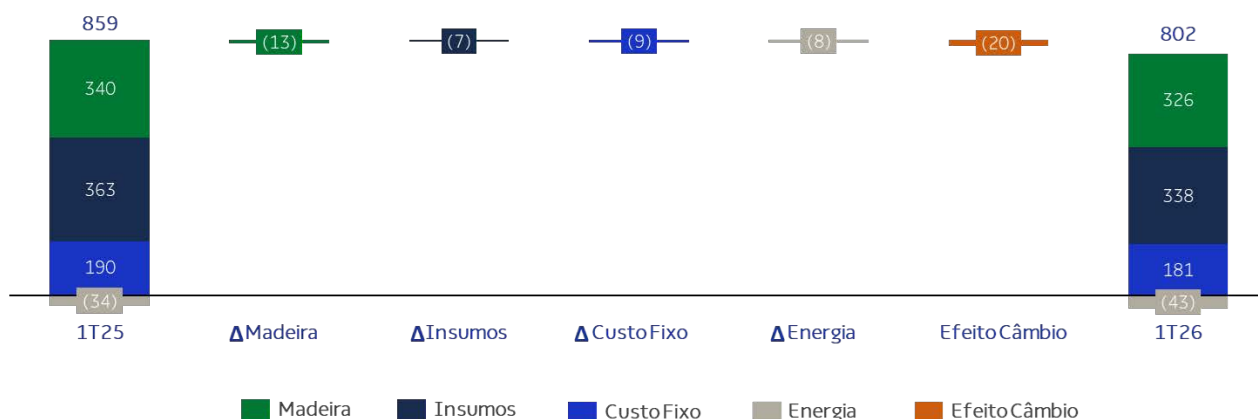 859
802
(13)
(7)
(9)
(8)
(20)
340
326
363
338
190
181
(34)
(43)
1T25
ΔMadeira
ΔInsumos
ΔCusto Fixo
ΔEnergia
Efeito Câmbio
1T26
Madeira
Insumos
Custo Fixo
Energia
Efeito Câmbio